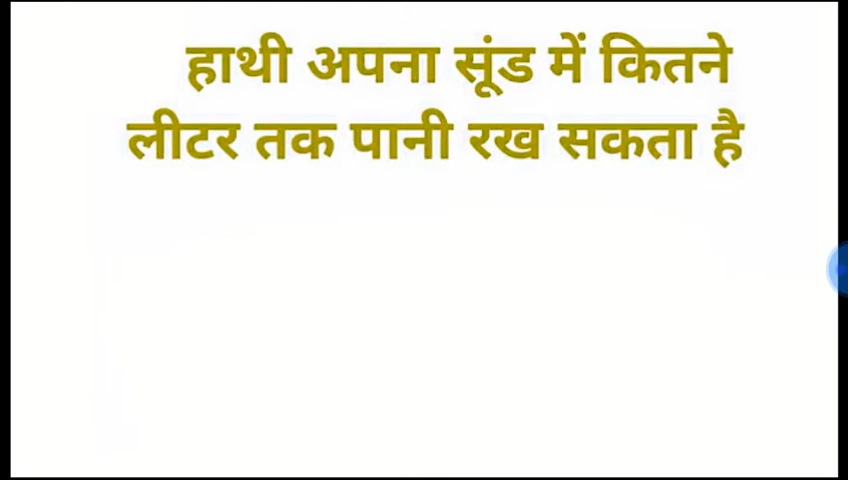 हाथी अपना सूंड में कितने
लीटर तक पानी रख सकता है